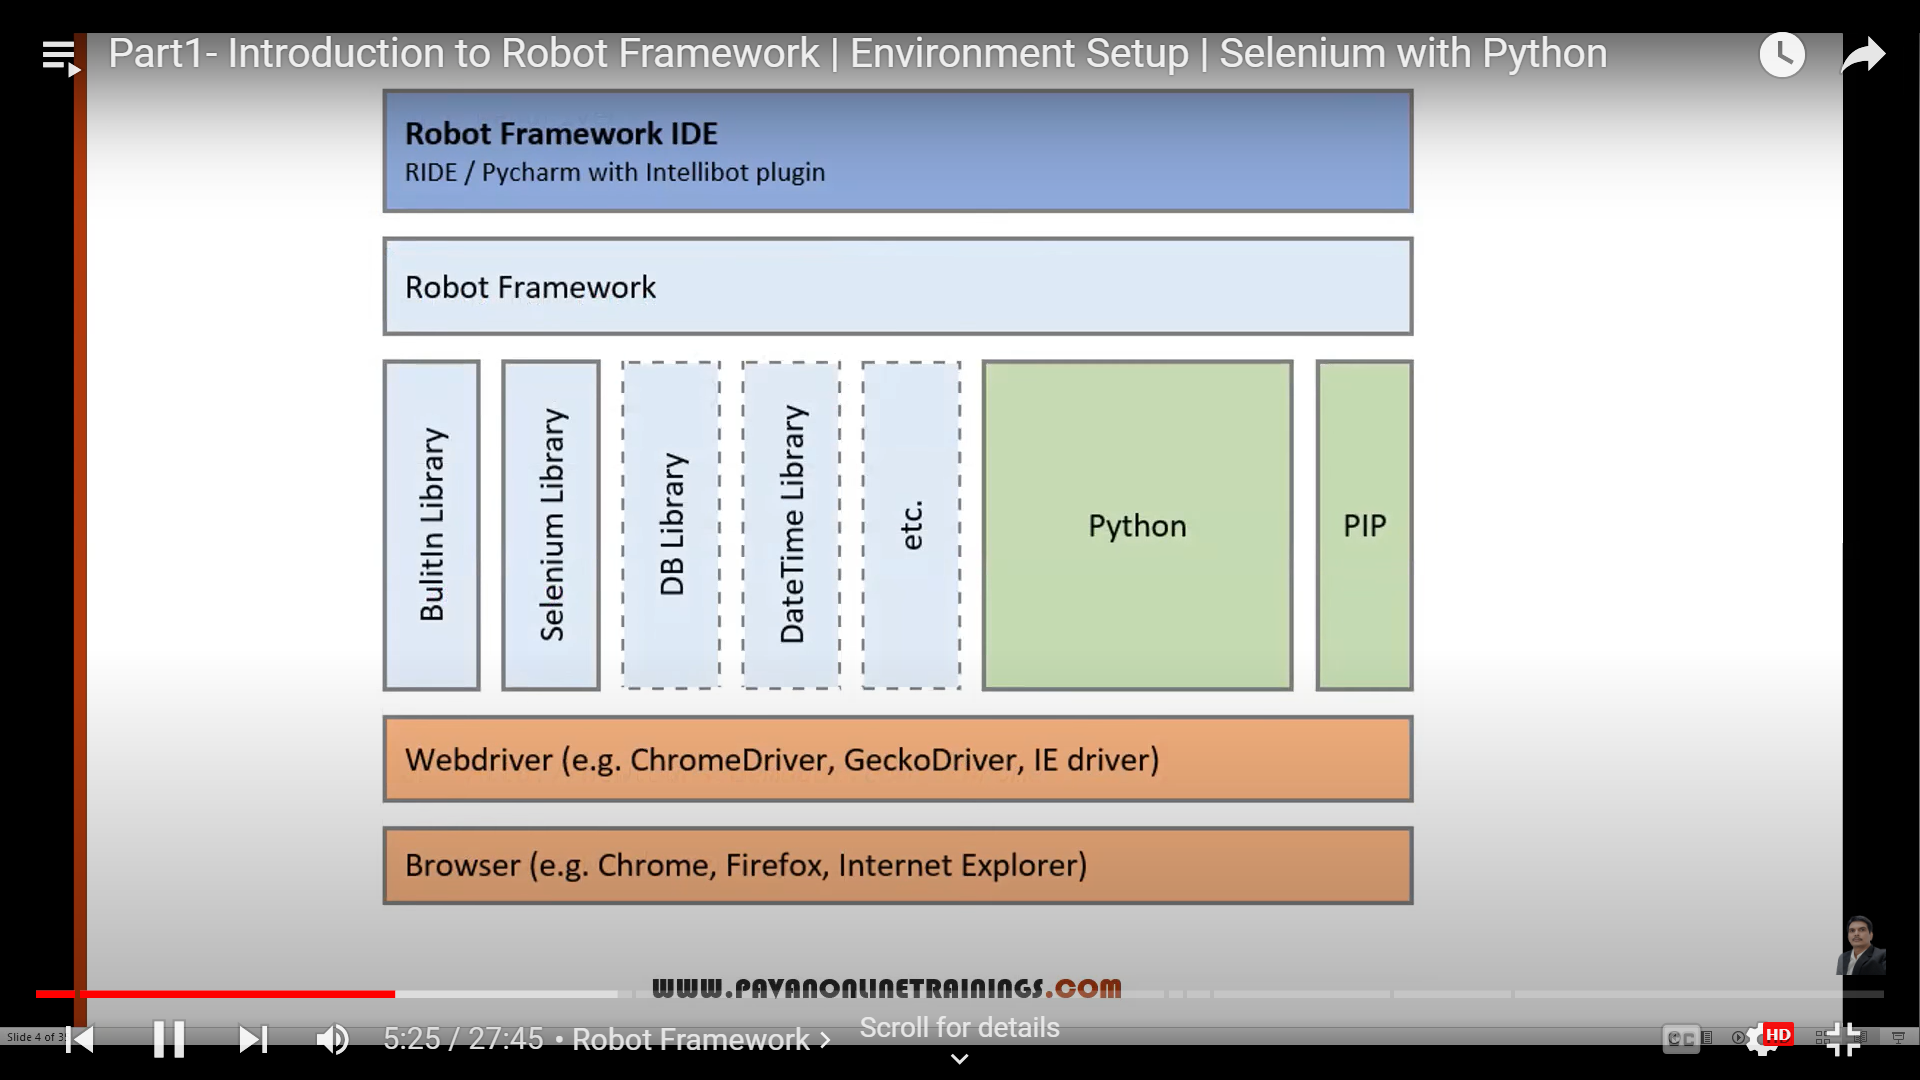 Part1- Introduction to Robot Framework | Environment Setup | Selenium with Python
Robot Framework IDE
RIDE / Pycharm with Intellibot plugin
Robot Framework
BulitIn Library
Selenium Library
DB Library
DateTime Library
etc.
Python
PIP
Webdriver (e.g. ChromeDriver, GeckoDriver, IE driver)
Browser (e.g. Chrome, Firefox, Internet Explorer)
WWW.PAVANONLINETRAININGS.COM
Scroll for details
Slide 4 of
5:25 / 27:45 • Robot Framework
CC
HD